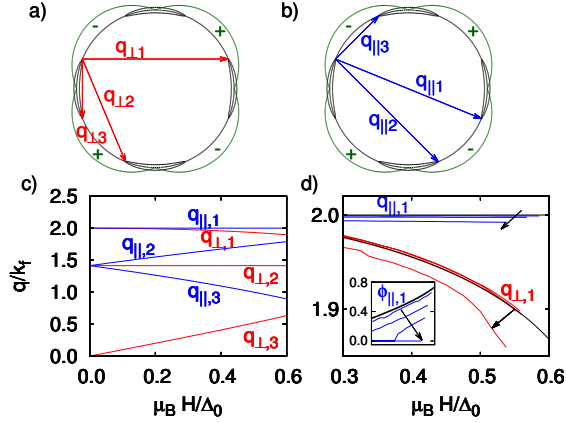 a)
-
+
q⊥1
q⊥2
q⊥3
+
-
b)
-
+
q||3
q||1
q||2
+
-
c)
2.5
2.0
1.5
1.0
0.5
0.0
q/kf
q||,1
q⊥,1
q||,2
q⊥,2
q||,3
q⊥,3
0.0
0.2
0.4
0.6
μB H/Δ0
d)
2.0
1.9
q||,1
q⊥,1
0.8
0.4
0.0
ϕ||,1
0.3
0.4
0.5
0.6
μB H/Δ0